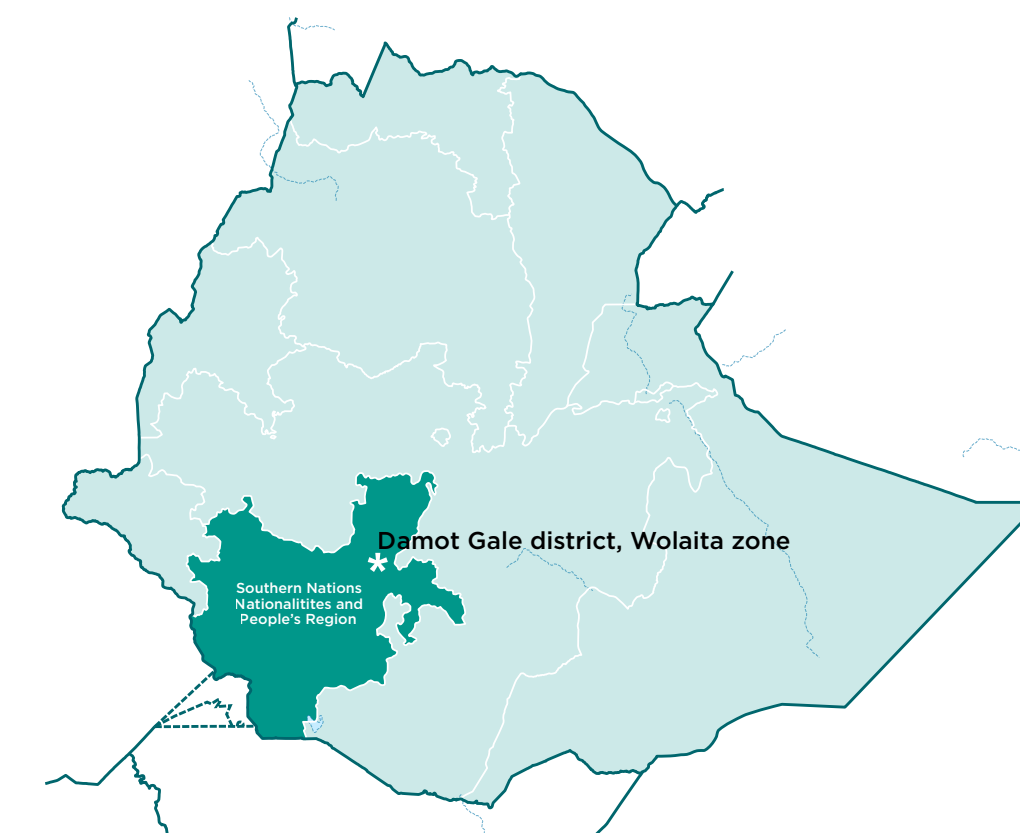 Damot Gale district, Wolaita zone
*
Southern Nations
Nationalitites and
People's Region